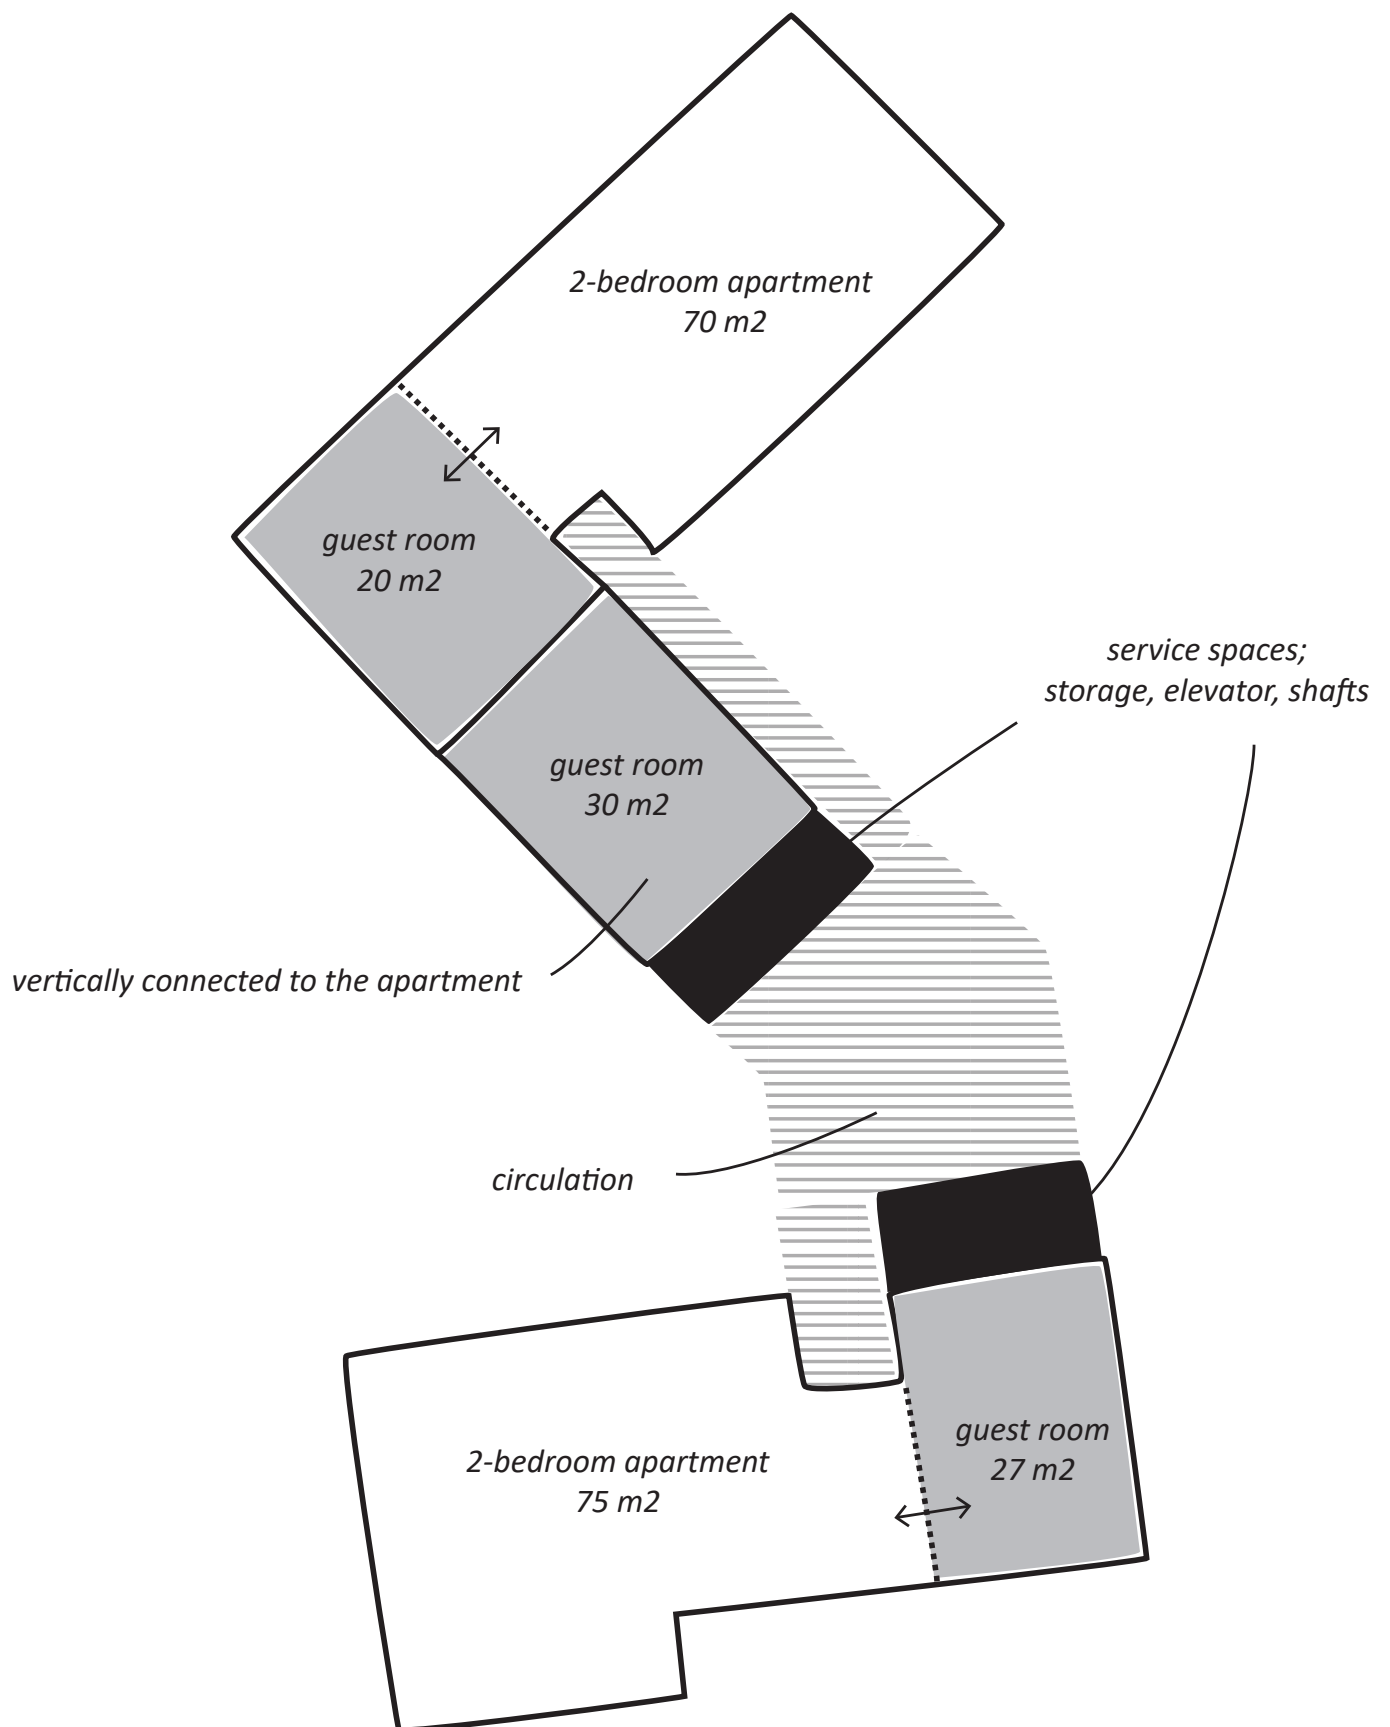 2-bedroom apartment
70 m2
guest room
20 m2
service spaces;
storage, elevator, shafts
guest room
30 m2
vertically connected to the apartment
circulation
guest room
27 m2
2-bedroom apartment
75 m2